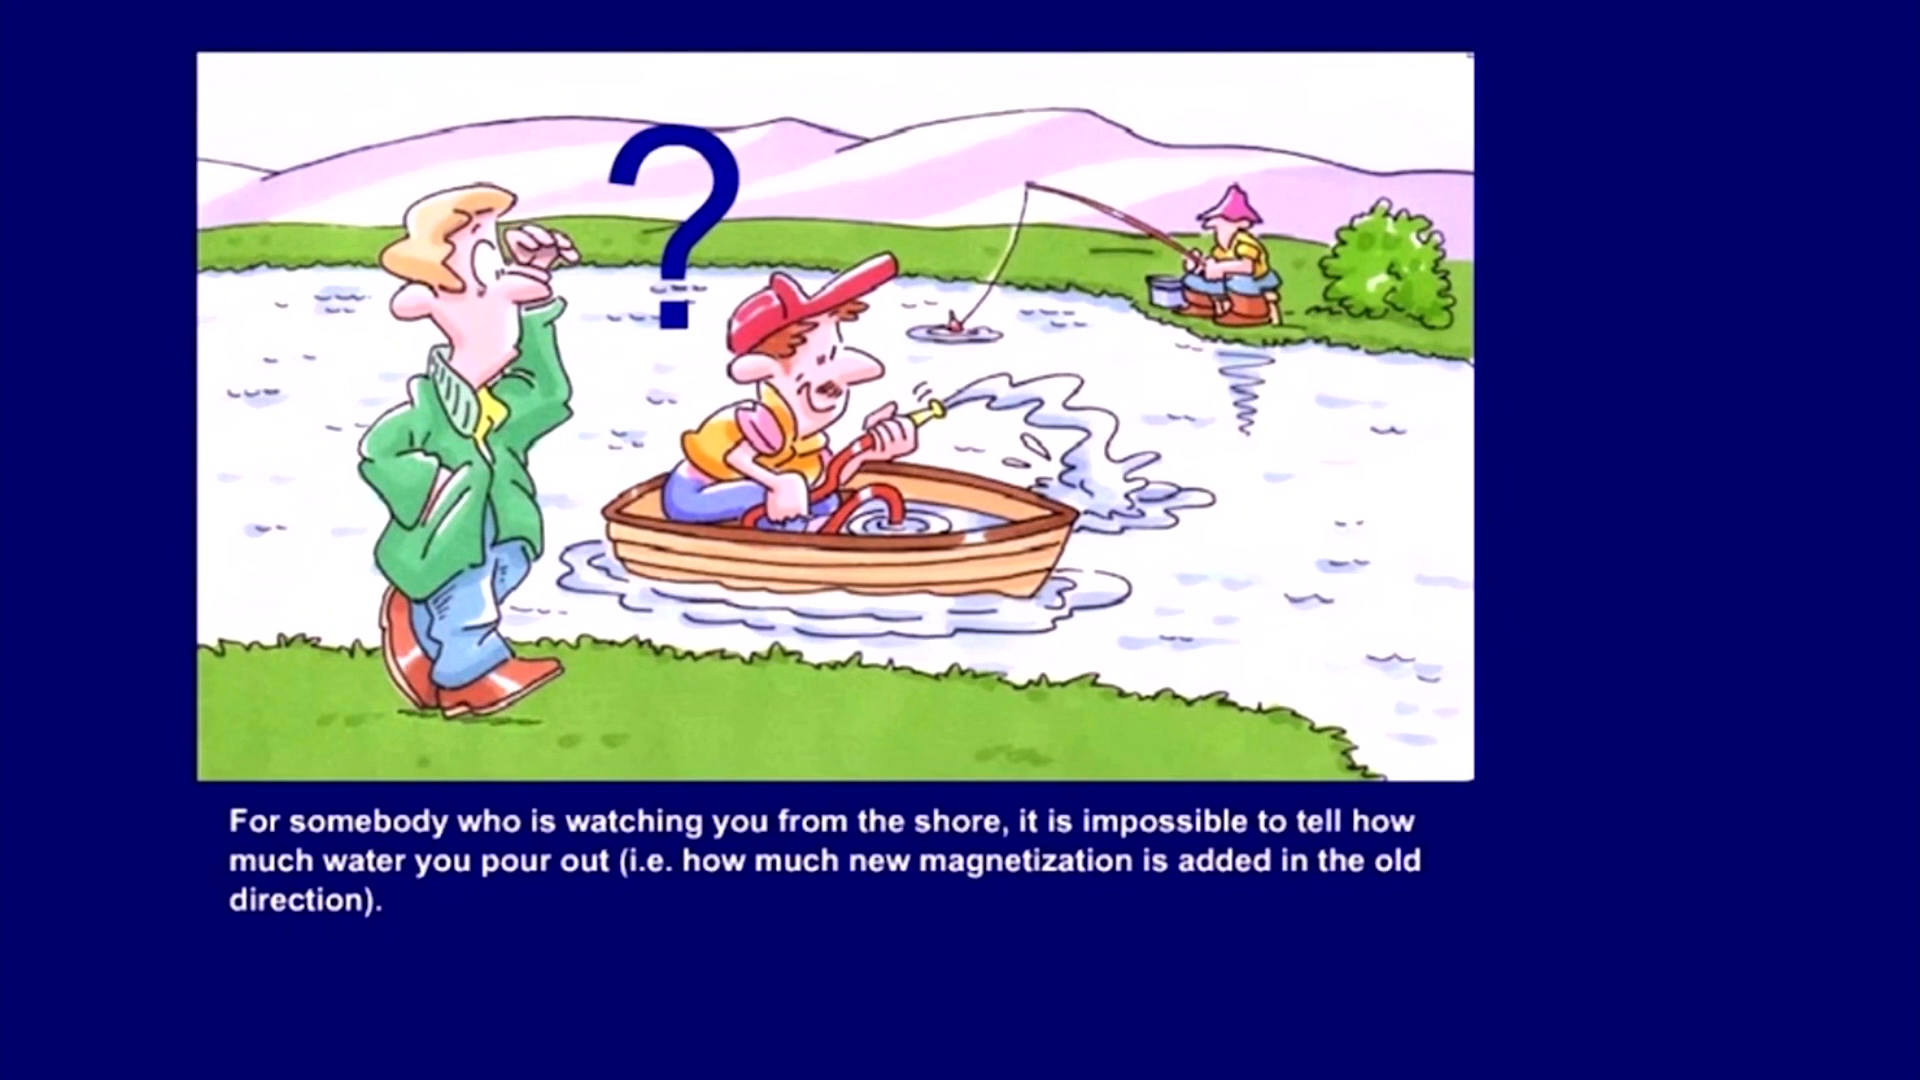 ?
For somebody who is watching you from the shore, it is impossible to tell how
much water you pour out (i.e. how much new magnetization is added in the old
direction).